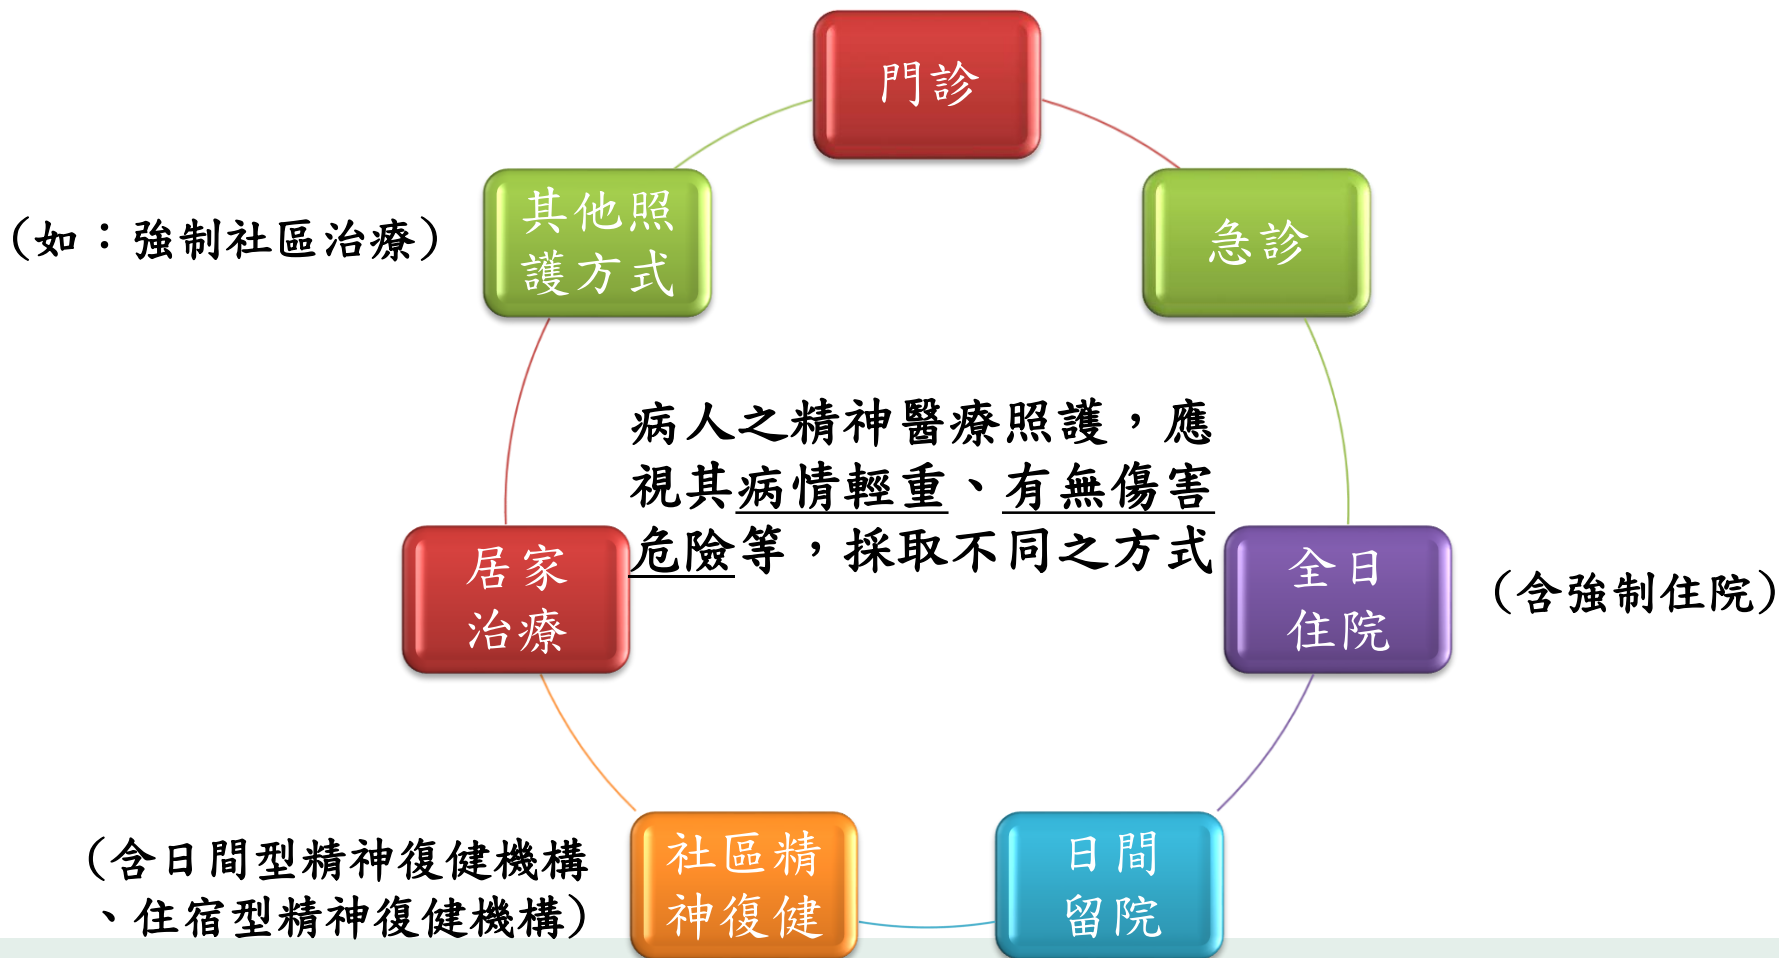 門診
急診
全日
住院
(含強制住院)
日間
留院
社區精
神復健
(含日間型精神復健機構
、住宿型精神復健機構)
居家
治療
其他照
護方式
(如：強制社區治療)
病人之精神醫療照護，應
視其病情輕重、有無傷害
危險等，採取不同之方式